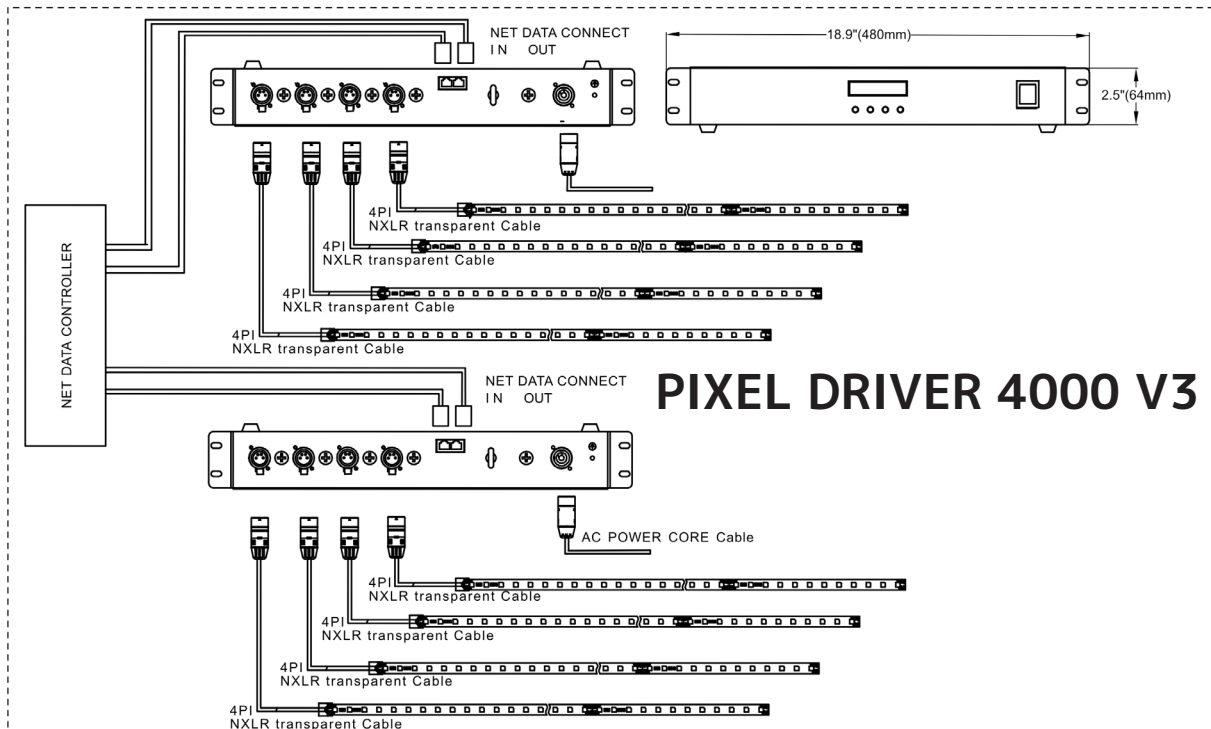 NET DATA CONNECT
IN OUT
18.9"(480mm)
2.5"(64mm)
4PI
NXLR transparent Cable
4PI
NXLR transparent Cable
4PI
NXLR transparent Cable
4PI
NXLR transparent Cable
NET DATA CONTROLLER
NET DATA CONNECT
IN OUT
PIXEL DRIVER 4000 V3
AC POWER CORE Cable
4PI
NXLR transparent Cable
4PI
NXLR transparent Cable
4PI
NXLR transparent Cable
4PI
NXLR transparent Cable